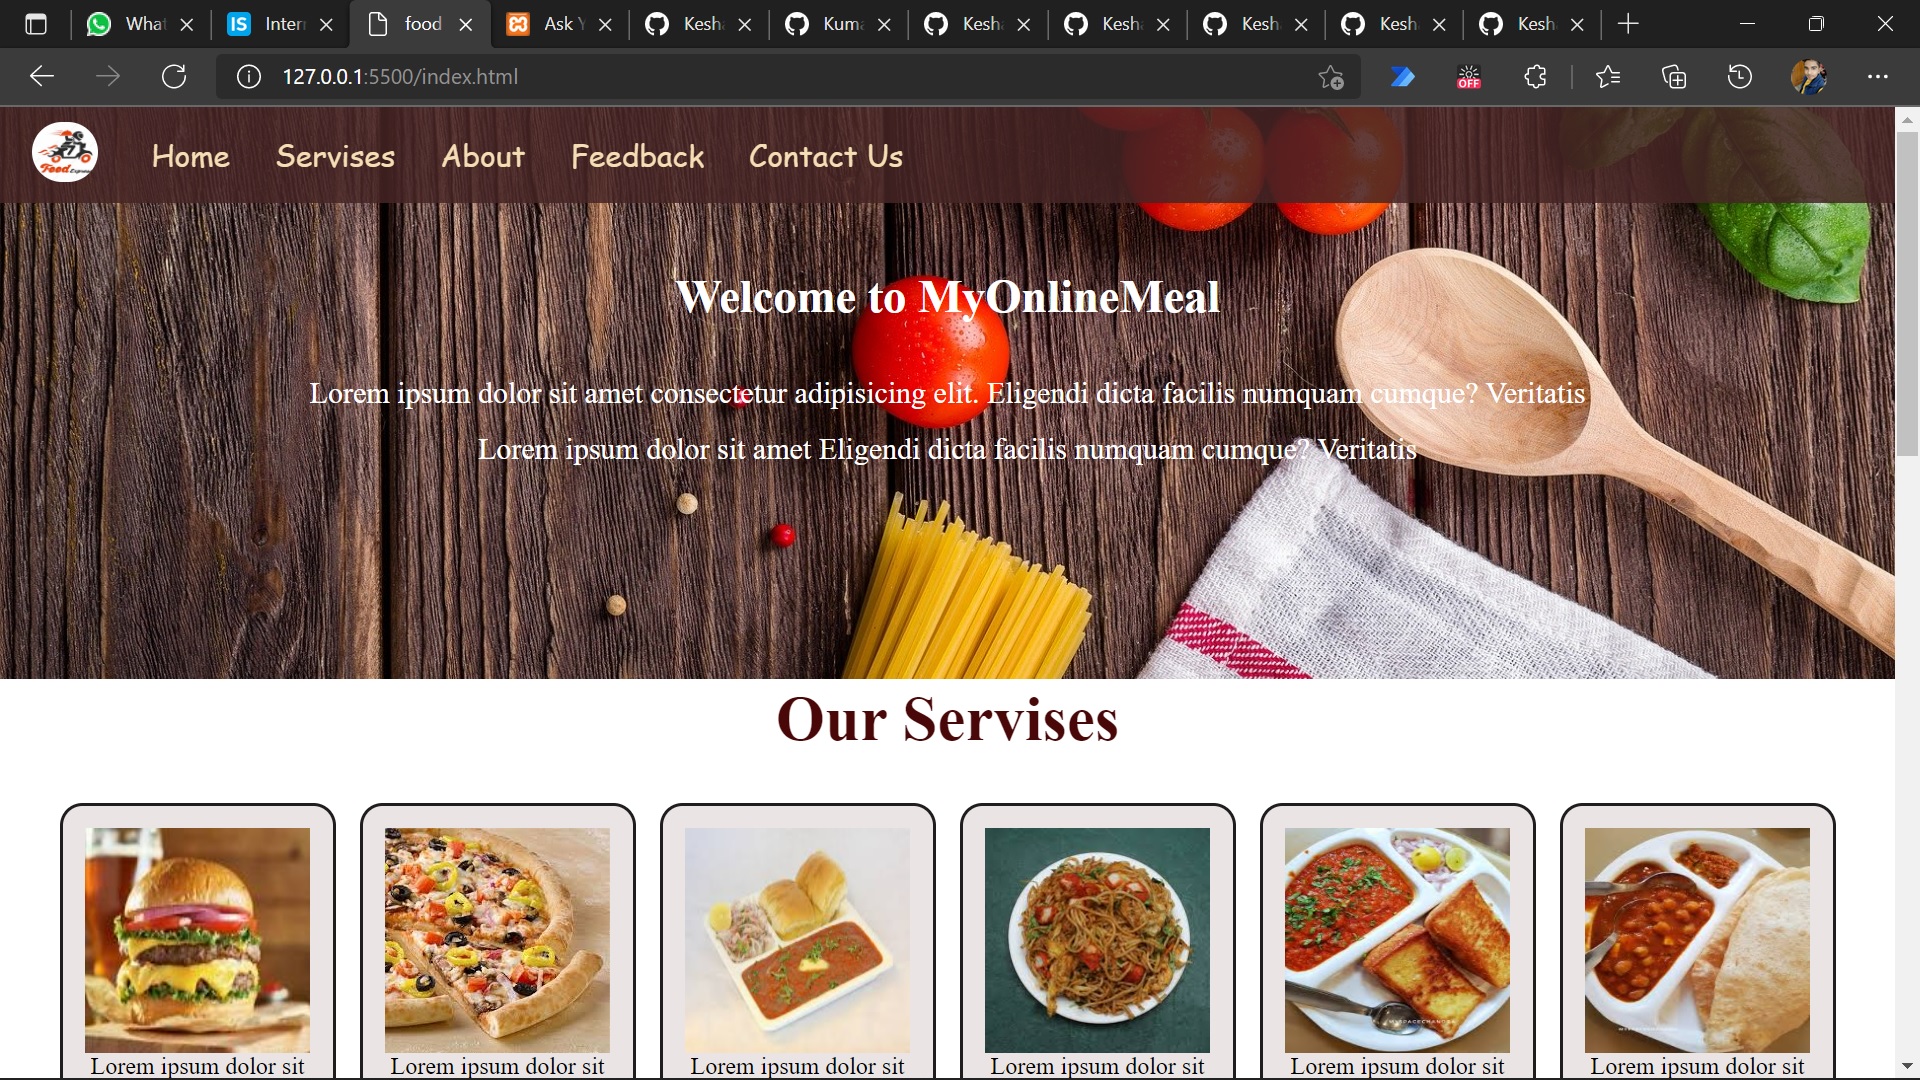 What
Inter
food
Ask Y
Kesh
Kuma
Kesh
Kesh
Kesh
Kesh
Kesh
127.0.0.1:5500/index.html
OFF
Food Express
Home Servises About Feedback Contact Us
Welcome to MyOnlineMeal
Lorem ipsum dolor sit amet consectetur adipisicing elit. Eligendi dicta facilis numquam cumque? Veritatis
Lorem ipsum dolor sit amet Eligendi dicta facilis numquam cumque? Veritatis
Our Servises
Lorem ipsum dolor sit
Lorem ipsum dolor sit
Lorem ipsum dolor sit
Lorem ipsum dolor sit
Lorem ipsum dolor sit
Lorem ipsum dolor sit